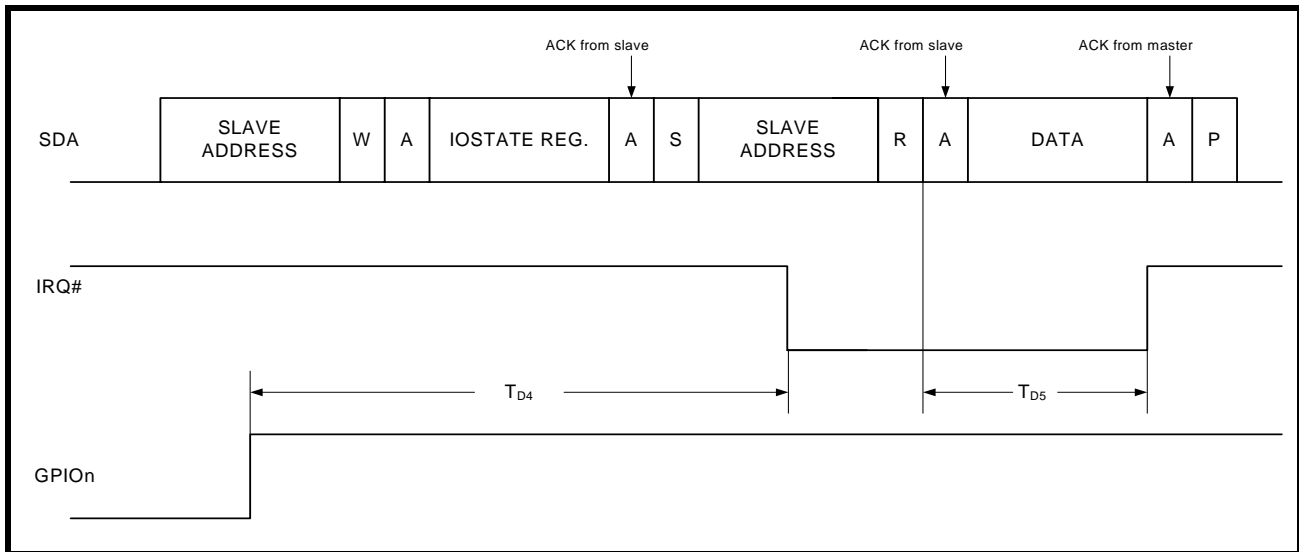 ACK from slave
ACK from slave
ACK from master
SDA
SLAVE
ADDRESS
W
A
IOSTATE REG.
A
S
SLAVE
ADDRESS
R
A
DATA
A
P
IRQ#
TD4
TD5
GPIOn